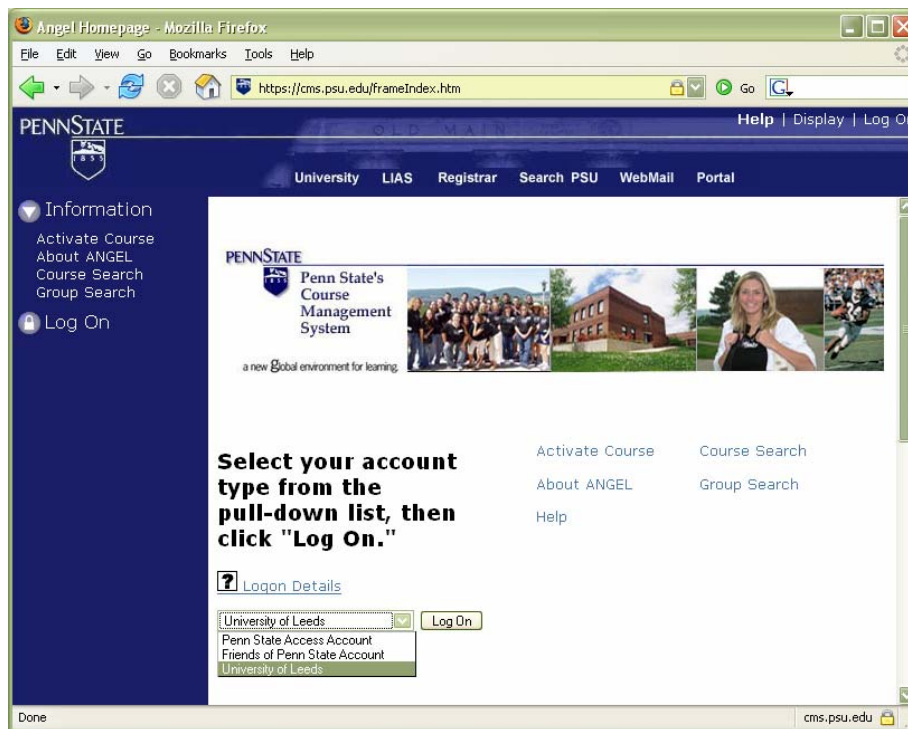 Angel Homepage - Mozilla Firefox
File Edit View Go Bookmarks Tools Help
https://cms.psu.edu/frameIndex.htm Go G
PENNSTATE
1855
OLD MAIN
Help | Display | Log
University LIAS Registrar Search PSU WebMail Portal
Information
Activate Course
About ANGEL
Course Search
Group Search
Log On
PENNSTATE
Penn State's
Course
Management
System
a new global environment for learning.
Select your account
type from the
pull-down list, then
click "Log On."
Activate Course Course Search
About ANGEL Group Search
Help
? Logon Details
University of Leeds Log On
Penn State Access Account
Friends of Penn State Account
University of Leeds
Done cms.psu.edu